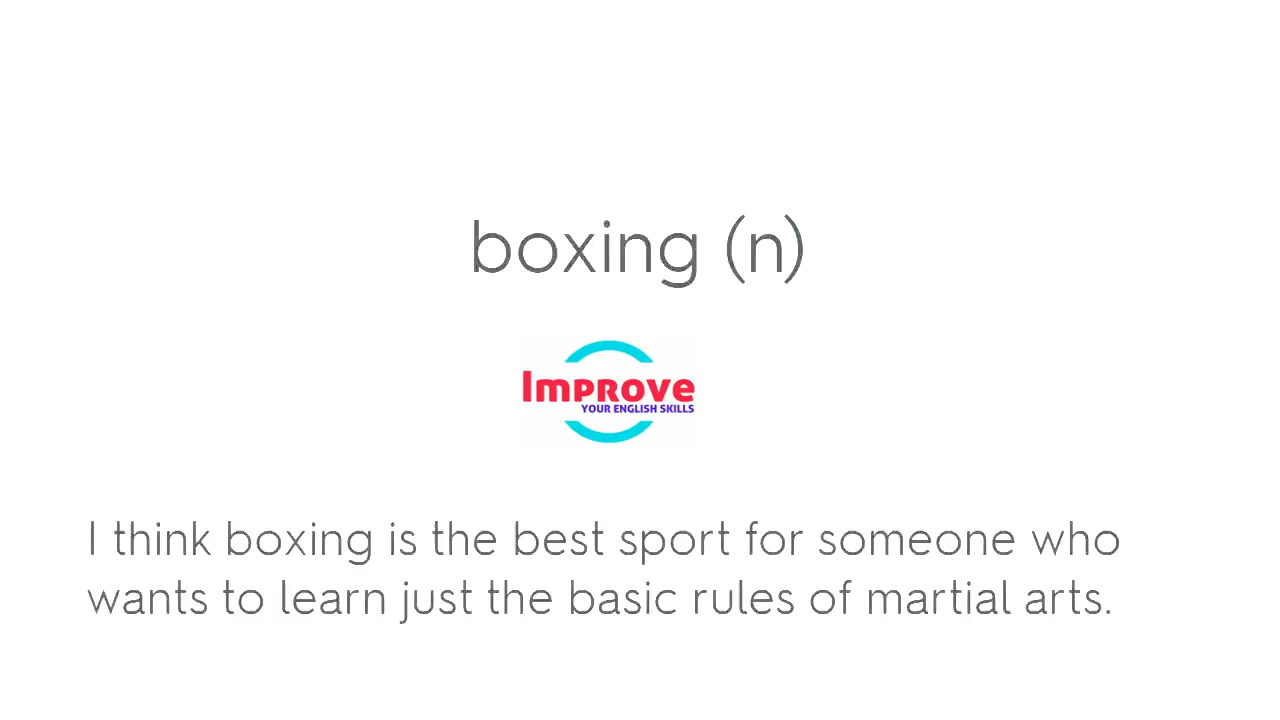 boxing (n)
Improve
YOUR ENGLISH SKILLS
I think boxing is the best sport for someone who
wants to learn just the basic rules of martial arts.